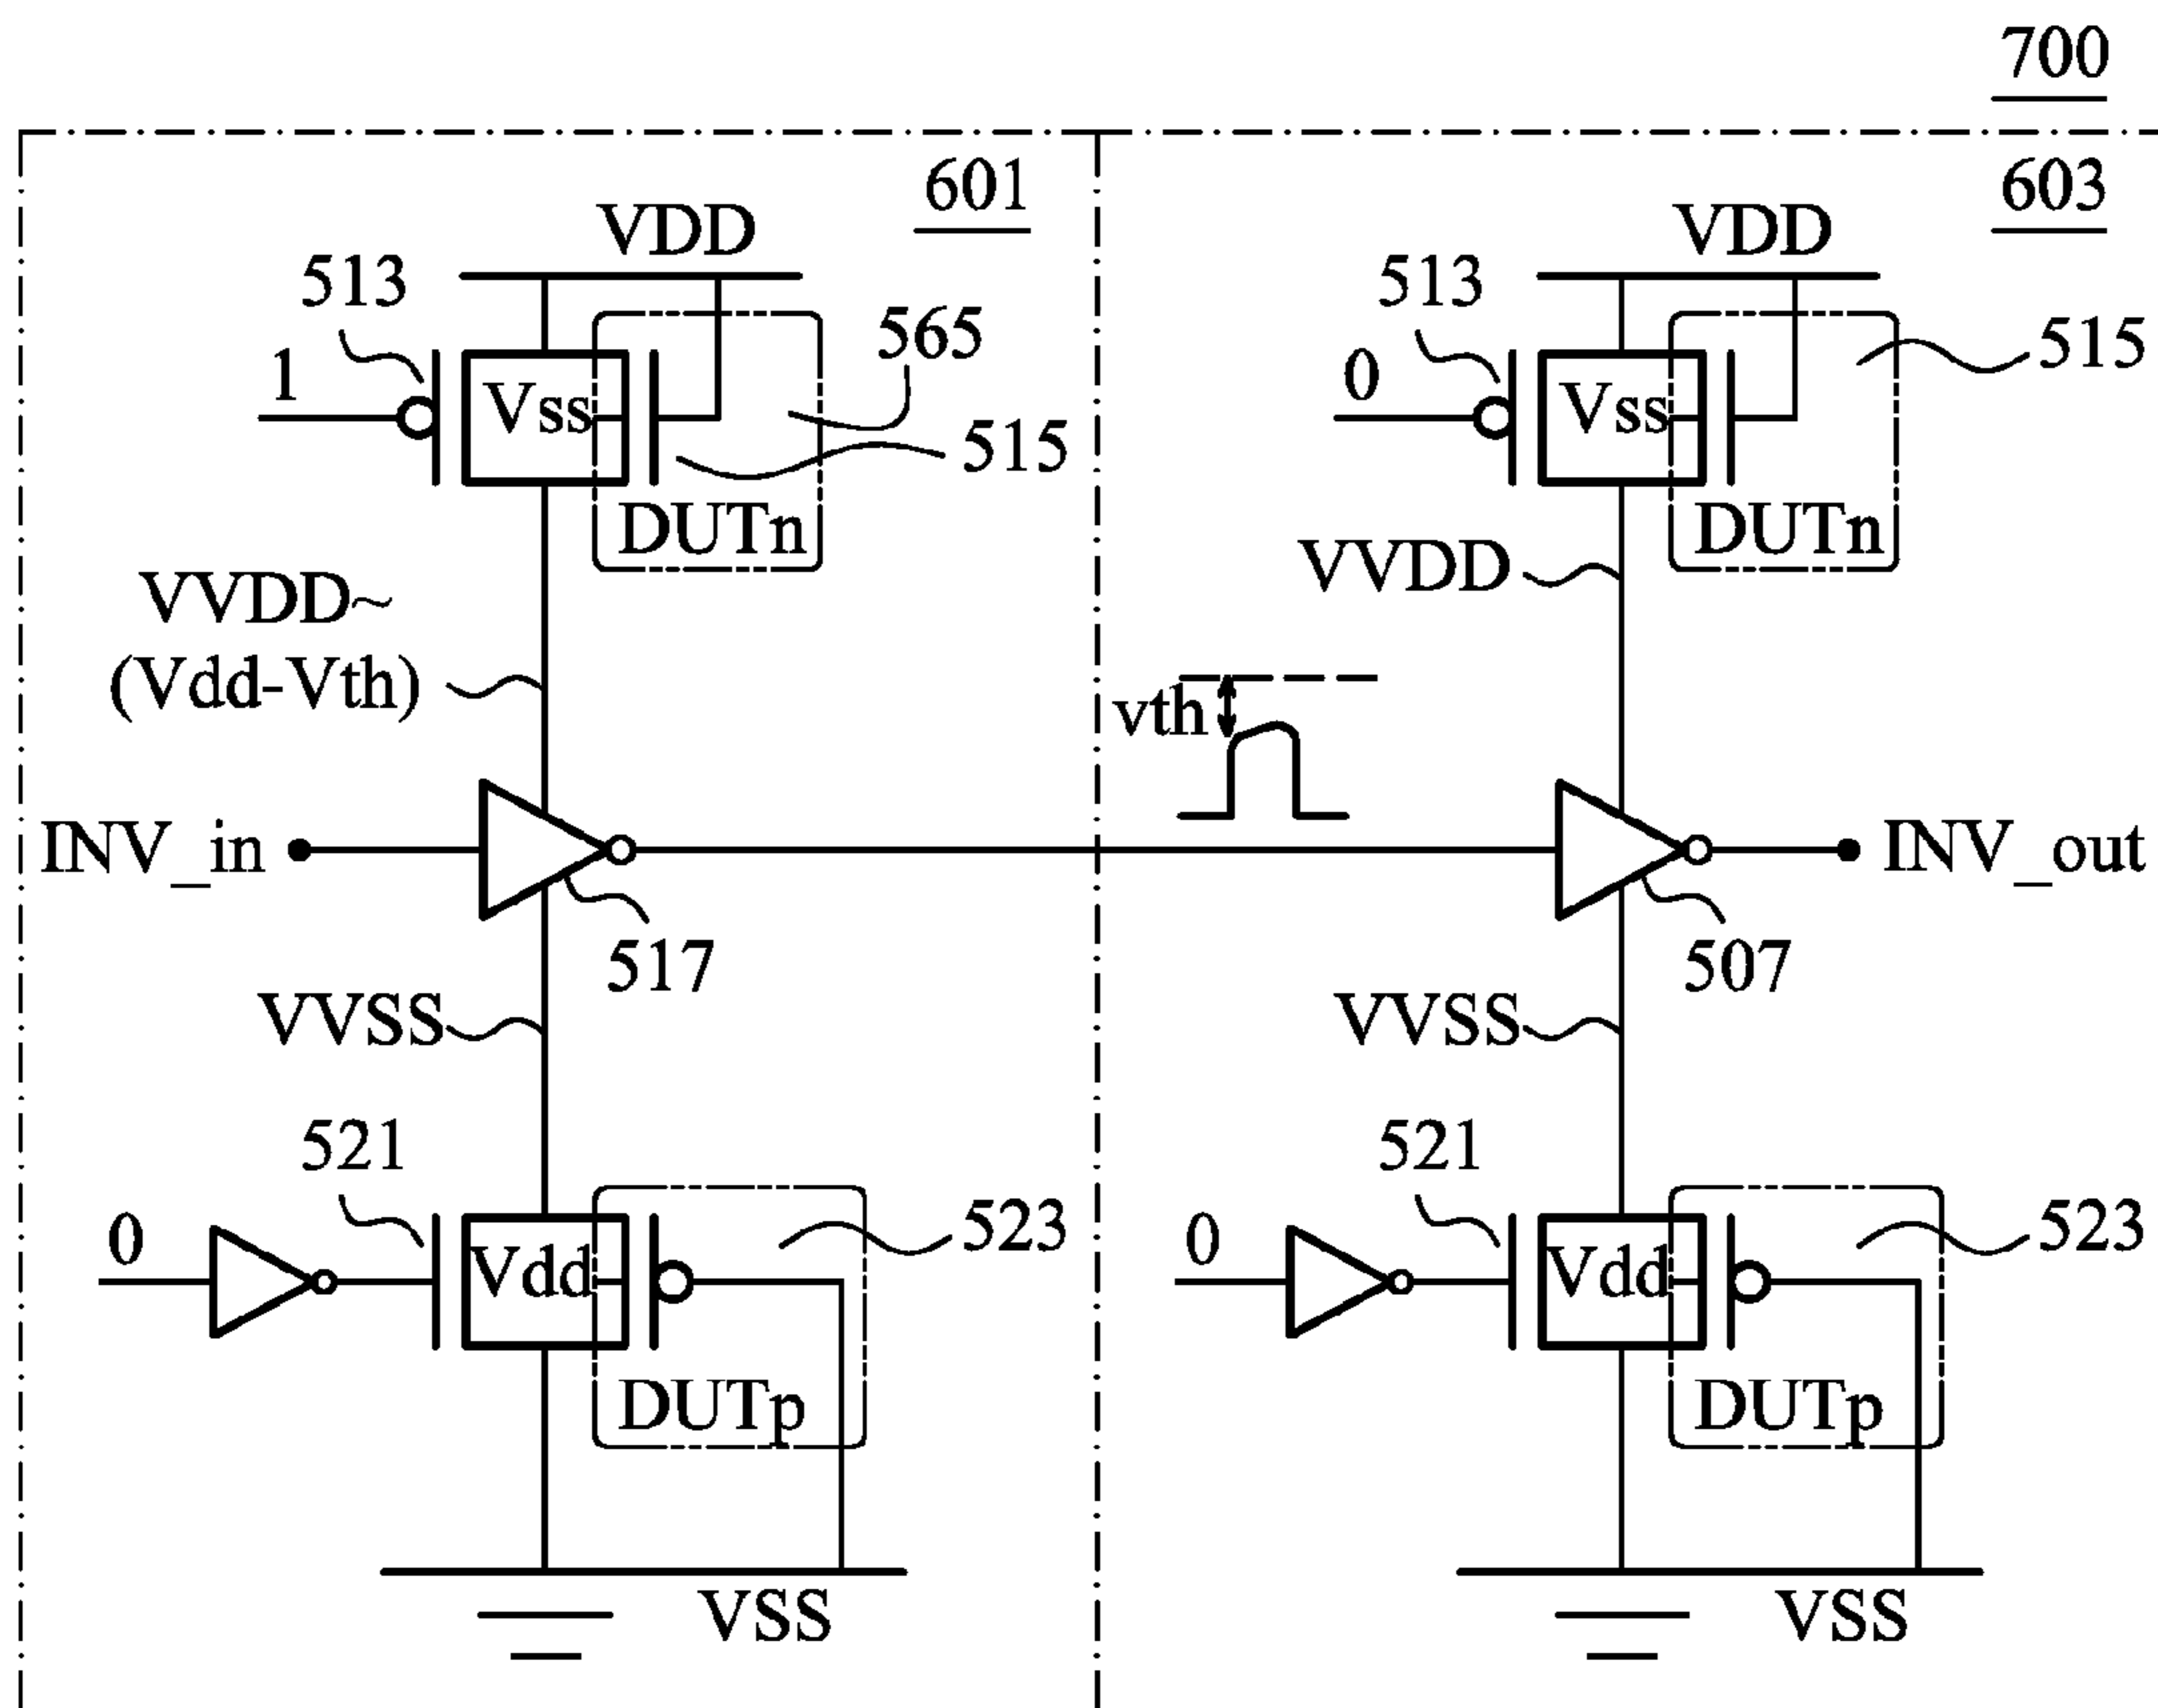 700
601
603
VDD
VDD
513
565
513
515
1
Vss
0
Vss
515
DUTn
DUTn
VVDD
VVDD~
(Vdd-Vth)
vth
INV_in
INV_out
517
507
VVSS
VVSS
521
521
0
Vdd
523
0
Vdd
523
DUTp
DUTp
VSS
VSS